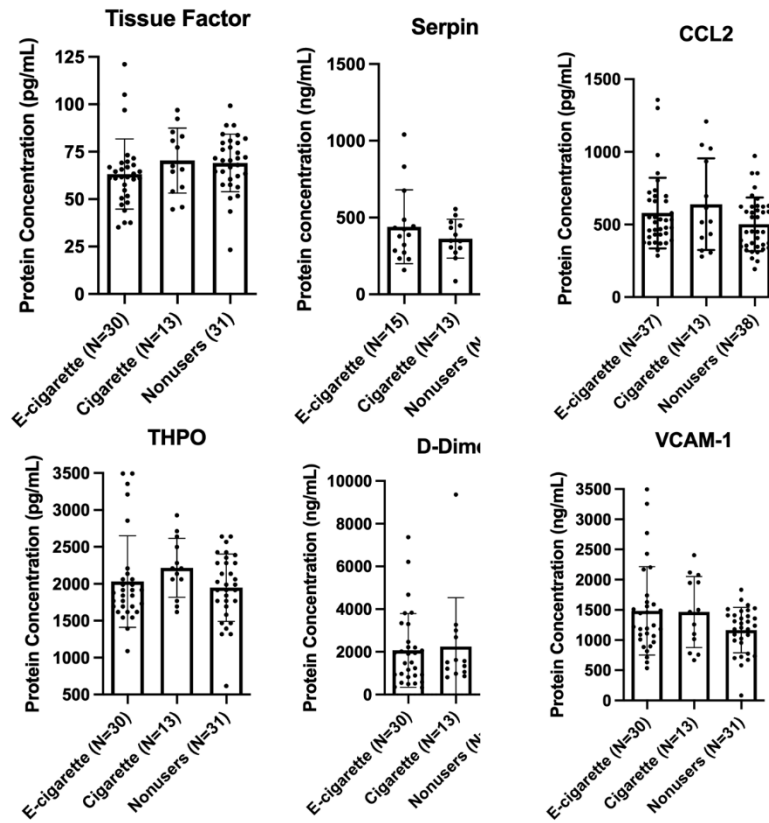 Tissue Factor
Protein Concentration (pg/mL)
125
100
75
50
25
0
E-cigarette (N=30)
Cigarette (N=13)
Nonusers (31)
Serpin
Protein concentration (ng/mL)
1500
1000
500
0
E-cigarette (N=15)
Cigarette (N=13)
Nonusers (
CCL2
Protein Concentration (pg/mL)
1500
1000
500
0
E-cigarette (N=37)
Cigarette (N=13)
Nonusers (N=38)
THPO
Protein Concentration (pg/mL)
3500
3000
2500
2000
1500
1000
500
E-cigarette (N=30)
Cigarette (N=13)
Nonusers (N=31)
D-Dime
Protein Concentration (ng/mL)
10000
8000
6000
4000
2000
0
E-cigarette (N=30)
Cigarette (N=13)
Nonusers (
VCAM-1
Protein Concentration (ng/mL)
3500
3000
2500
2000
1500
1000
500
0
E-cigarette (N=30)
Cigarette (N=13)
Nonusers (N=31)